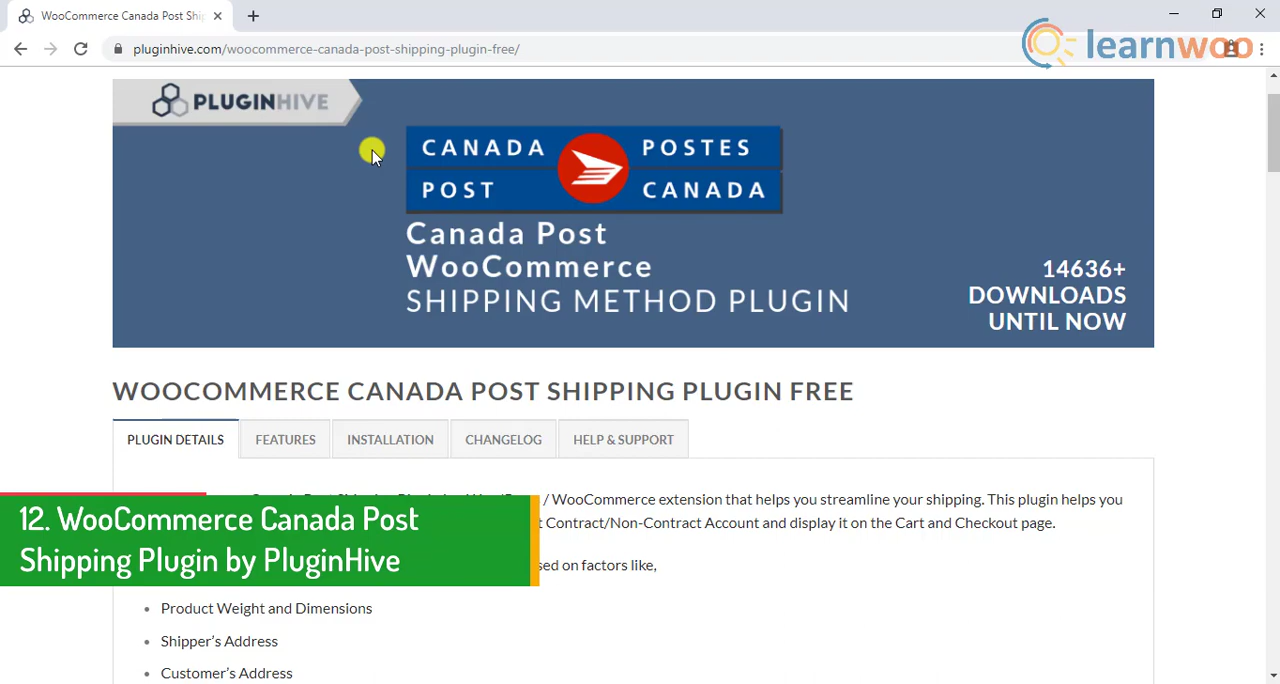 WooCommerce Canada Post Ship
pluginhive.com/woocommerce-canada-post-shipping-plugin-free/
learnwoo
PLUGINHIVE
CANADA POSTES
POST CANADA
Canada Post
WooCommerce
SHIPPING METHOD PLUGIN
14636+
DOWNLOADS
UNTIL NOW
WOOCOMMERCE CANADA POST SHIPPING PLUGIN FREE
PLUGIN DETAILS FEATURES INSTALLATION CHANGELOG HELP & SUPPORT
/ WooCommerce extension that helps you streamline your shipping. This plugin helps you
t Contract/Non-Contract Account and display it on the Cart and Checkout page.
sed on factors like,
12. WooCommerce Canada Post
Shipping Plugin by PluginHive
• Product Weight and Dimensions
• Shipper's Address
• Customer's Address